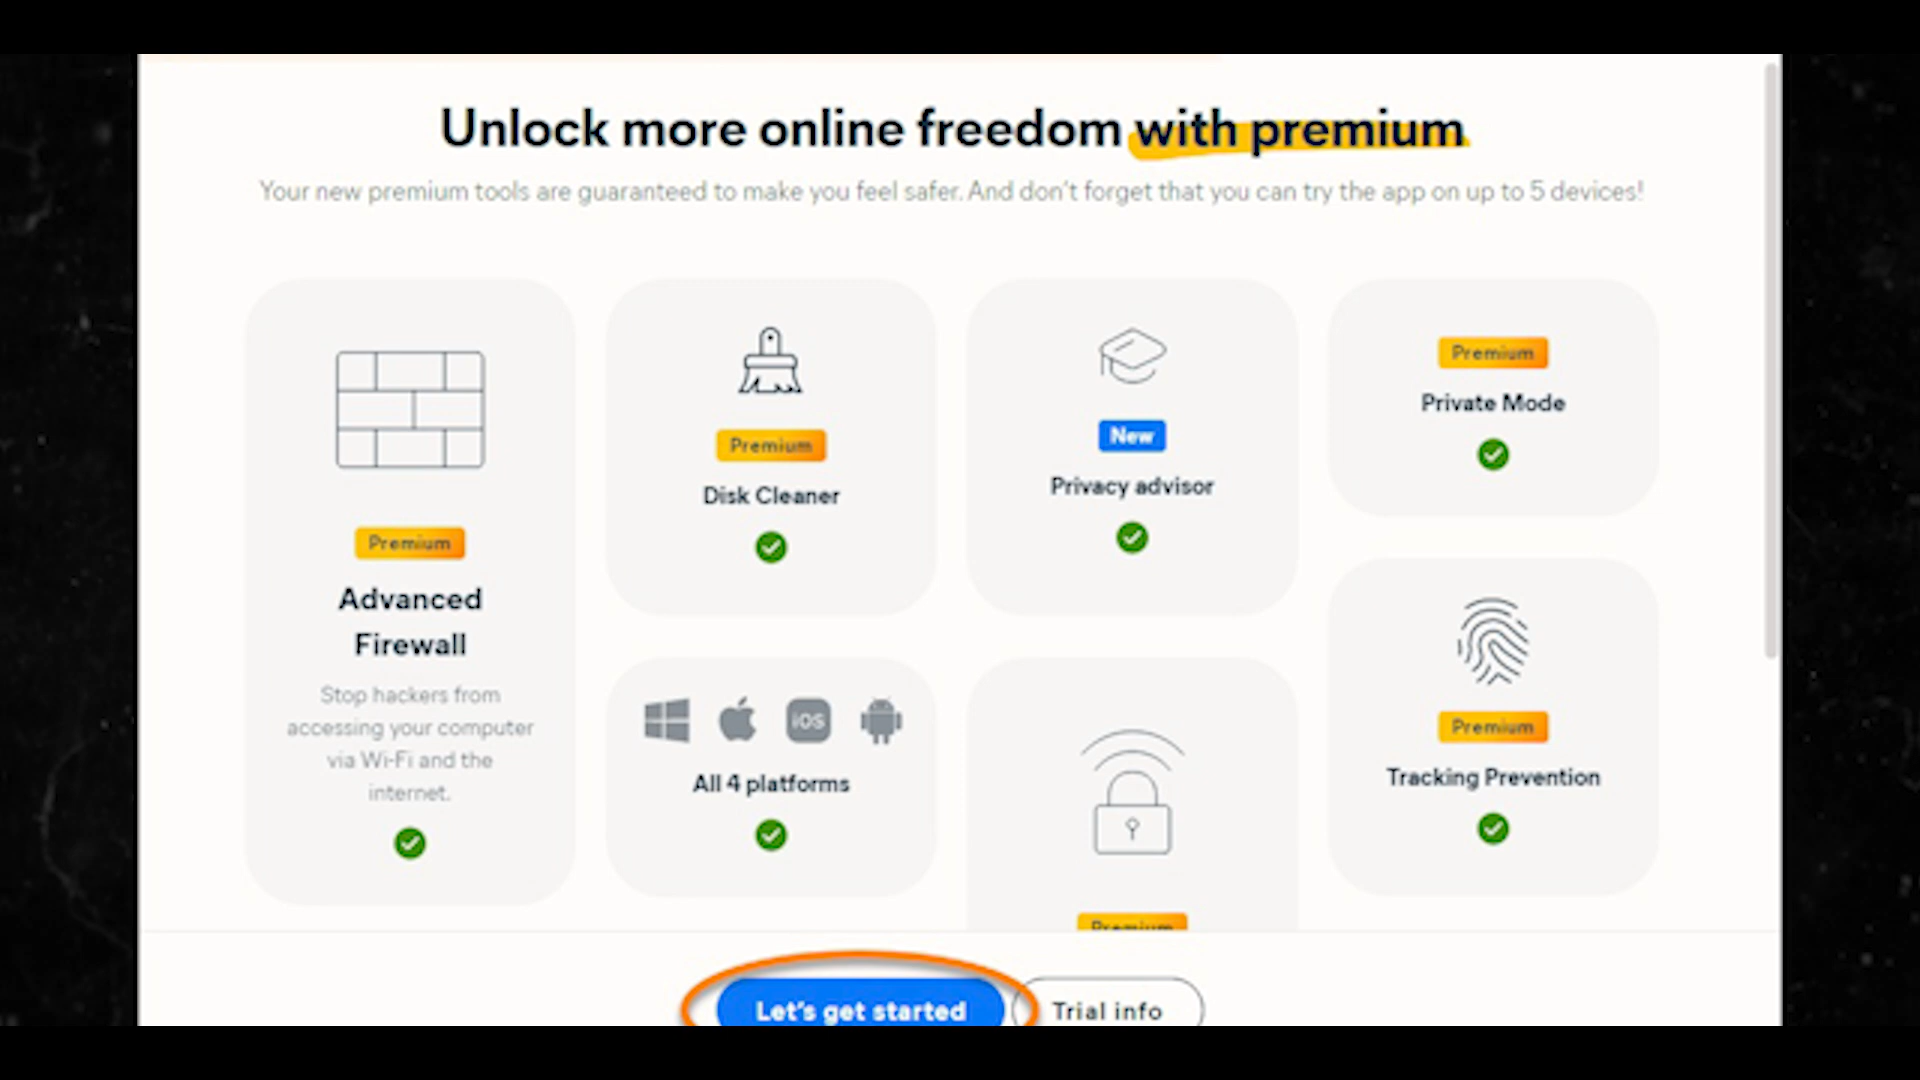 Unlock more online freedom with premium
Your new premium tools are guaranteed to make you feel safer. And don't forget that you can try the app on up to 5 devices!
Premium
Advanced
Firewall
Stop hackers from
accessing your computer
via Wi-Fi and the
internet.
Premium
Disk Cleaner
iOS
All 4 platforms
New
Privacy advisor
Premium
Premium
Private Mode
Premium
Tracking Prevention
Let's get started
Trial info